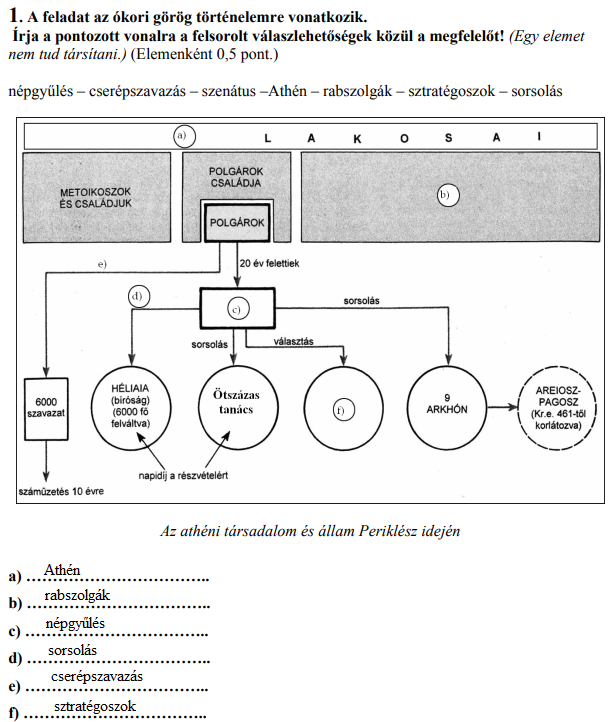 1. A feladat az ókori görög történelemre vonatkozik.
Írja a pontozott vonalra a felsorolt válaszlehetőségek közül a megfelelőt! (Egy elemet
nem tud társítani.) (Elemenként 0,5 pont.)
népgyűlés – cserépszavazás – szenátus –Athén – rabszolgák – sztratégoszok – sorsolás
a) L A K O S A I
METOIKOSZOK
ÉS CSALÁDJUK
POLGÁROK
CSALÁDJA
POLGÁROK
b)
e)
20 év felettiek
d)
c)
sorsolás
sorsolás
választás
6000
szavazat
HÉLIAIA
(bíróság)
(6000 fő
felváltva)
Ötszázas
tanács
f)
9
ARKHÓN
AREIOSZ-
PAGOSZ
(Kr.e. 461-től
korlátozva)
napidíj a részvételért
száműzetés 10 évre
Az athéni társadalom és állam Periklész idején
a) Athén……………………………..
b) rabszolgák……………………………..
c) népgyűlés……………………………..
d) sorsolás……………………………..
e) cserépszavazás……………………………..
f) sztratégoszok……………………………..